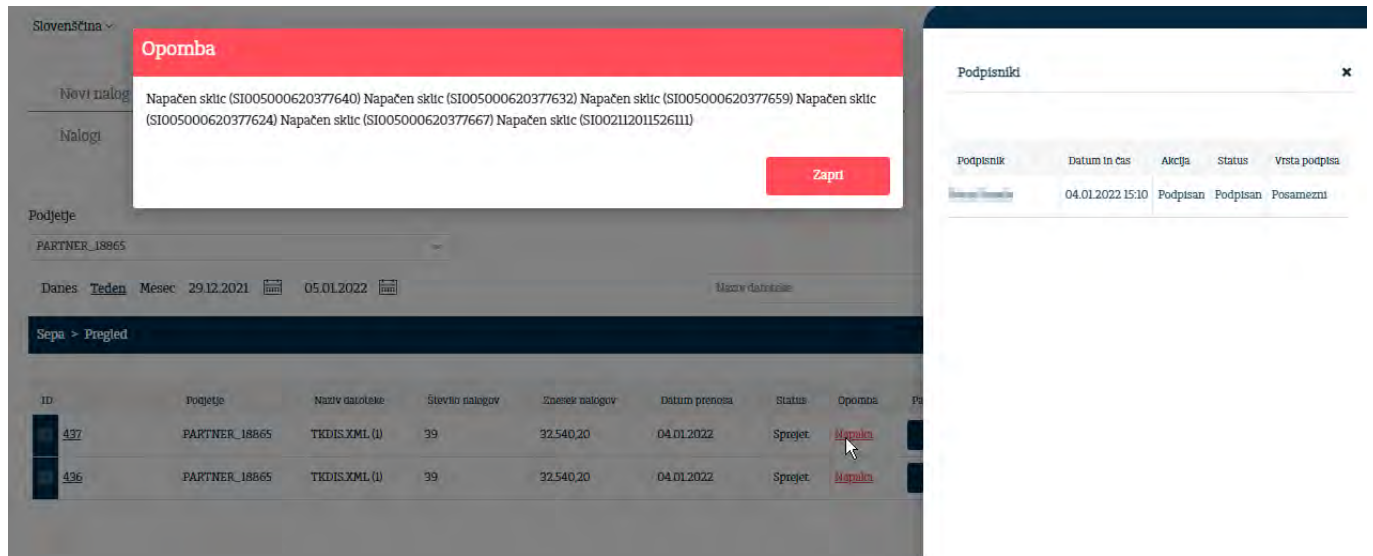 Slovenščina
Opomba
Napačen sklic (SI005000620377640) Napačen sklic (SI005000620377632) Napačen sklic (SI005000620377659) Napačen sklic
(SI005000620377624) Napačen sklic (SI005000620377667) Napačen sklic (SI002112011526111)
Zapri
Novi nalog
Nalogi
Podjetje
PARTNER_18865
Danes Teden Mesec 29.12.2021 05.01.2022 Naziv datoteke
Sepa > Pregled
ID Podjetje Naziv datoteke Število nalogov Znesek nalogov Datum prenosa Status Opomba Pa
437 PARTNER_18865 TKDIS.XML (1) 39 32.540,20 04.01.2022 Sprejet Napaka
436 PARTNER_18865 TKDIS.XML (1) 39 32.540,20 04.01.2022 Sprejet Napaka
Podpisniki
Podpisnik Datum in čas Akcija Status Vrsta podpisa
04.01.2022 15:10 Podpisan Podpisan Posamezni